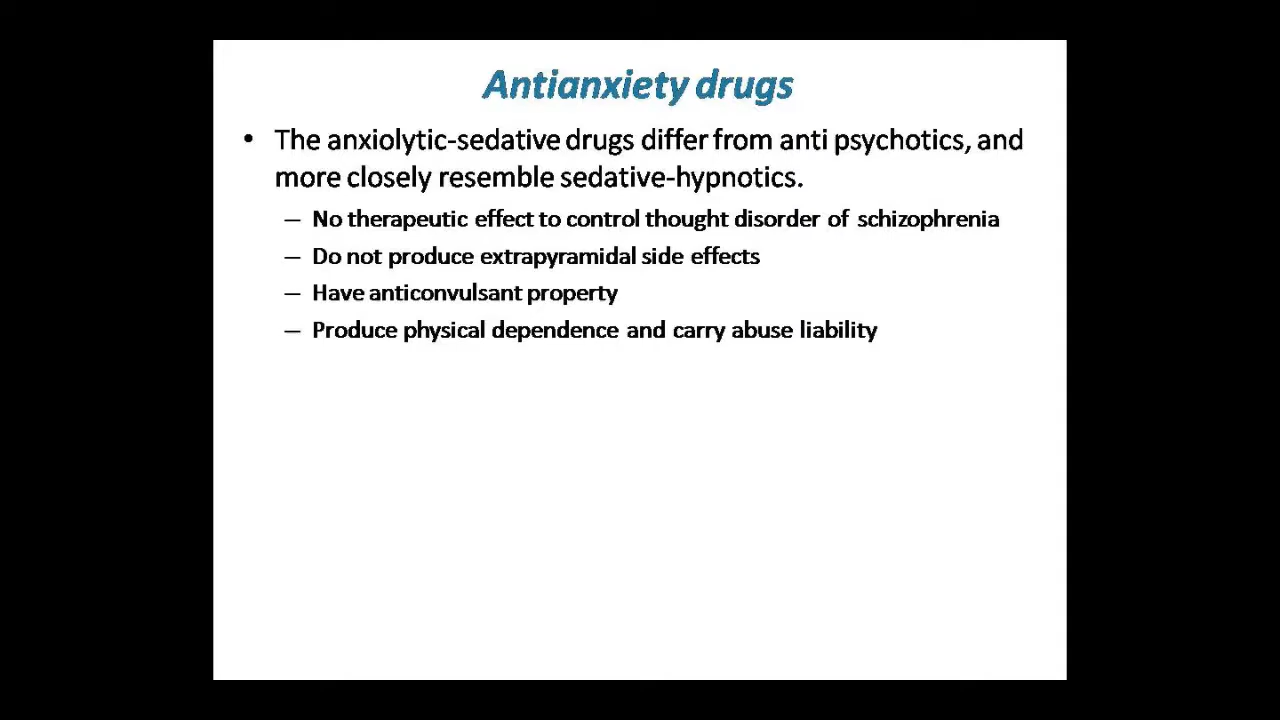 Antianxiety drugs
• The anxiolytic-sedative drugs differ from anti psychotics, and
more closely resemble sedative-hypnotics.
– No therapeutic effect to control thought disorder of schizophrenia
– Do not produce extrapyramidal side effects
– Have anticonvulsant property
– Produce physical dependence and carry abuse liability